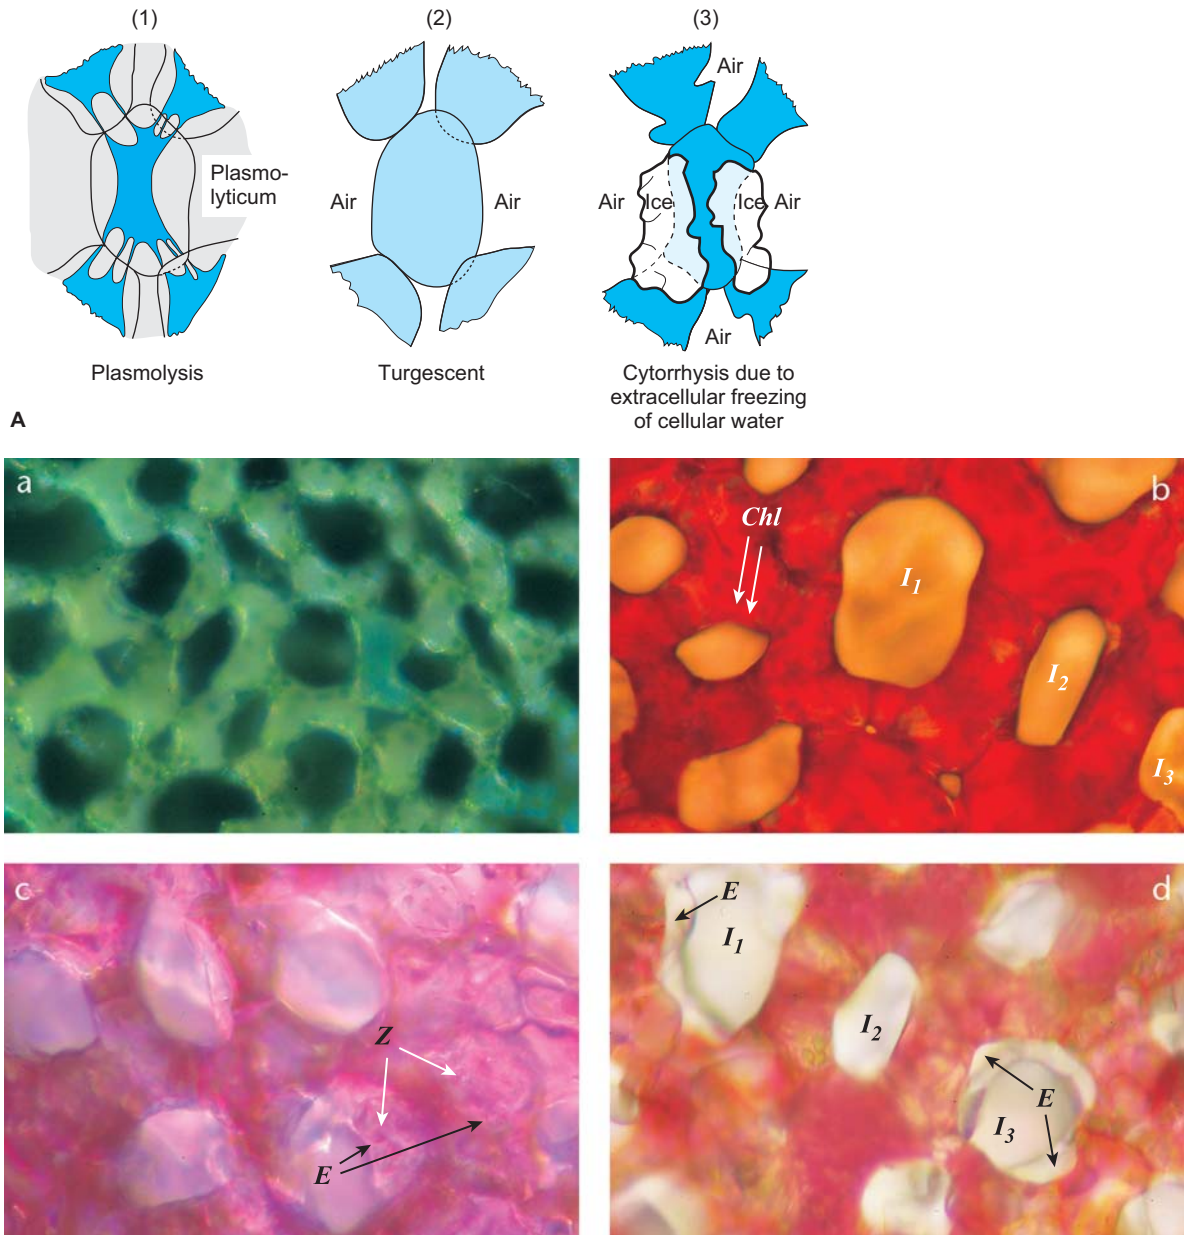 (1)
(2)
(3)
Air
Plasmo-
lyticum
Air
Air
Air
Ice
Ice
Air
Air
Plasmolysis
Turgescent
Cytorrhysis due to
extracellular freezing
of cellular water
A
a
b
Chl
I1
I2
I3
c
Z
E
d
E
I1
I2
E
I3